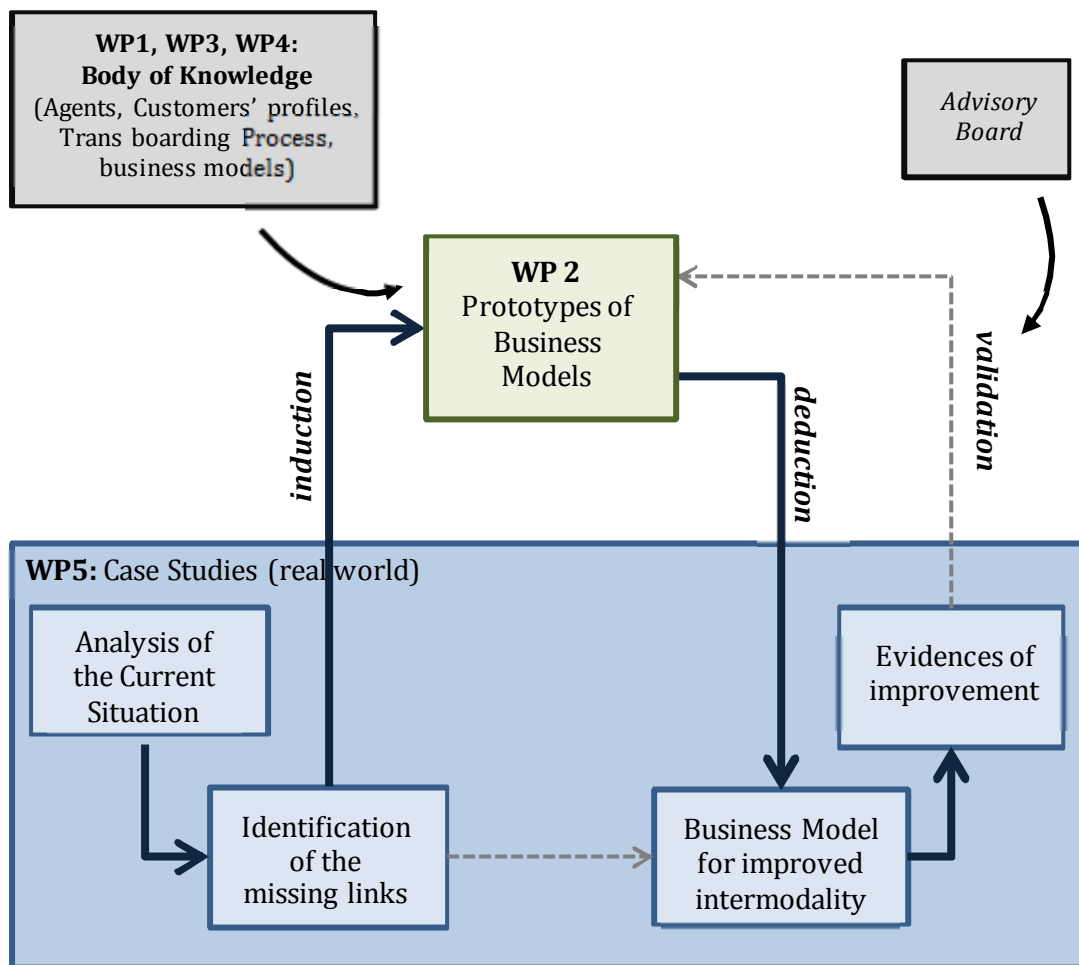 WP1, WP3, WP4:
Body of Knowledge
(Agents, Customers’ profiles,
Trans boarding Process,
business models)
Advisory
Board
WP 2
Prototypes of
Business
Models
induction
deduction
validation
WP5: Case Studies (real world)
Analysis of
the Current
Situation
Evidences of
improvement
Identification
of the
missing links
Business Model
for improved
intermodality